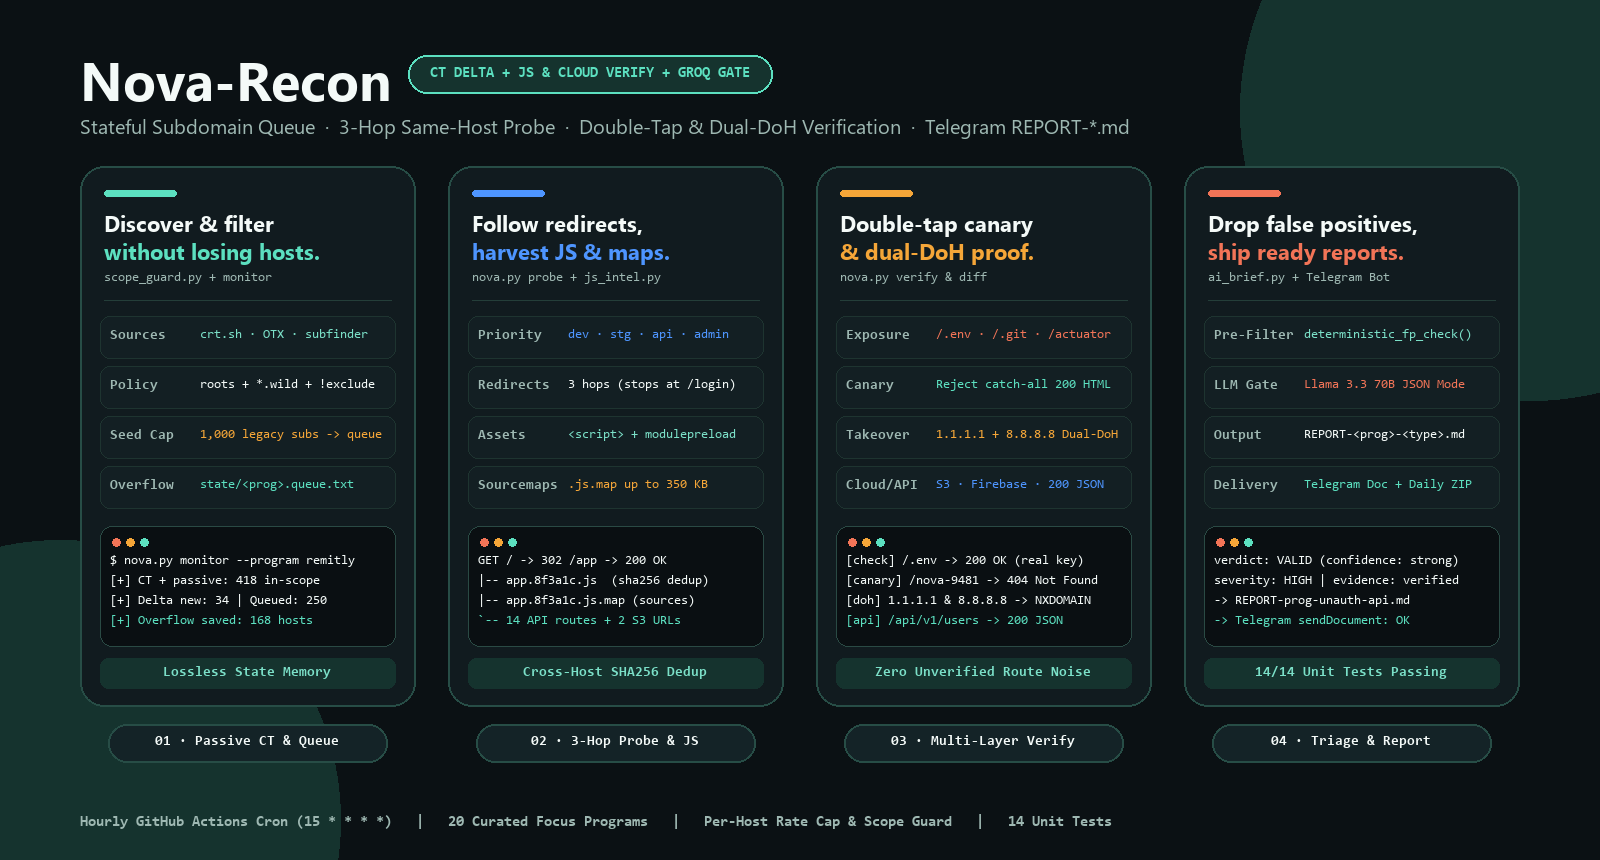 Nova-Recon
CT DELTA + JS & CLOUD VERIFY + GROQ GATE
Stateful Subdomain Queue · 3-Hop Same-Host Probe · Double-Tap & Dual-DoH Verification · Telegram REPORT-*.md
Discover & filter
without losing hosts.
scope_guard.py + monitor
Sources crt.sh · OTX · subfinder
Policy roots + *.wild + !exclude
Seed Cap 1,000 legacy subs -> queue
Overflow state/<prog>.queue.txt
$ nova.py monitor --program remitly
[+] CT + passive: 418 in-scope
[+] Delta new: 34 | Queued: 250
[+] Overflow saved: 168 hosts
Lossless State Memory
01 · Passive CT & Queue
Follow redirects,
harvest JS & maps.
nova.py probe + js_intel.py
Priority dev · stg · api · admin
Redirects 3 hops (stops at /login)
Assets <script> + modulepreload
Sourcemaps .js.map up to 350 KB
GET / -> 302 /app -> 200 OK
|-- app.8f3a1c.js (sha256 dedup)
|-- app.8f3a1c.js.map (sources)
`-- 14 API routes + 2 S3 URLs
Cross-Host SHA256 Dedup
02 · 3-Hop Probe & JS
Double-tap canary
& dual-DoH proof.
nova.py verify & diff
Exposure /.env · /.git · /actuator
Canary Reject catch-all 200 HTML
Takeover 1.1.1.1 + 8.8.8.8 Dual-DoH
Cloud/API S3 · Firebase · 200 JSON
[check] /.env -> 200 OK (real key)
[canary] /nova-9481 -> 404 Not Found
[doh] 1.1.1.1 & 8.8.8.8 -> NXDOMAIN
[api] /api/v1/users -> 200 JSON
Zero Unverified Route Noise
03 · Multi-Layer Verify
Drop false positives,
ship ready reports.
ai_brief.py + Telegram Bot
Pre-Filter deterministic_fp_check()
LLM Gate Llama 3.3 70B JSON Mode
Output REPORT-<prog>-<type>.md
Delivery Telegram Doc + Daily ZIP
verdict: VALID (confidence: strong)
severity: HIGH | evidence: verified
-> REPORT-prog-unauth-api.md
-> Telegram sendDocument: OK
14/14 Unit Tests Passing
04 · Triage & Report
Hourly GitHub Actions Cron (15 * * * *) | 20 Curated Focus Programs | Per-Host Rate Cap & Scope Guard | 14 Unit Tests